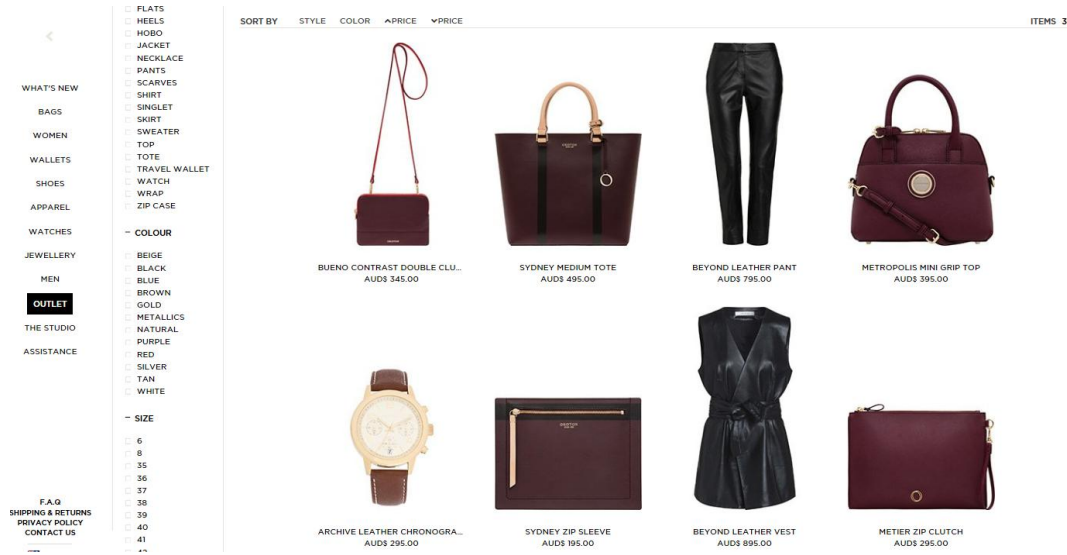 WHAT'S NEW
BAGS
WOMEN
WALLETS
SHOES
APPAREL
WATCHES
JEWELLERY
MEN
OUTLET
THE STUDIO
ASSISTANCE
F.A.Q
SHIPPING & RETURNS
PRIVACY POLICY
CONTACT US
FLATS
HEELS
HOBO
JACKET
NECKLACE
PANTS
SCARVES
SHIRT
SINGLET
SKIRT
SWEATER
TOP
TOTE
TRAVEL WALLET
WATCH
WRAP
ZIP CASE
– COLOUR
BEIGE
BLACK
BLUE
BROWN
GOLD
METALLICS
NATURAL
PURPLE
RED
SILVER
TAN
WHITE
– SIZE
6
8
35
36
37
38
39
40
41
42
SORT BY STYLE COLOR PRICE PRICE ITEMS 3
BUENO CONTRAST DOUBLE CLU...
AUD$ 345.00
SYDNEY MEDIUM TOTE
AUD$ 495.00
BEYOND LEATHER PANT
AUD$ 795.00
METROPOLIS MINI GRIP TOP
AUD$ 395.00
ARCHIVE LEATHER CHRONOGRA...
AUD$ 295.00
SYDNEY ZIP SLEEVE
AUD$ 195.00
BEYOND LEATHER VEST
AUD$ 895.00
METIER ZIP CLUTCH
AUD$ 295.00